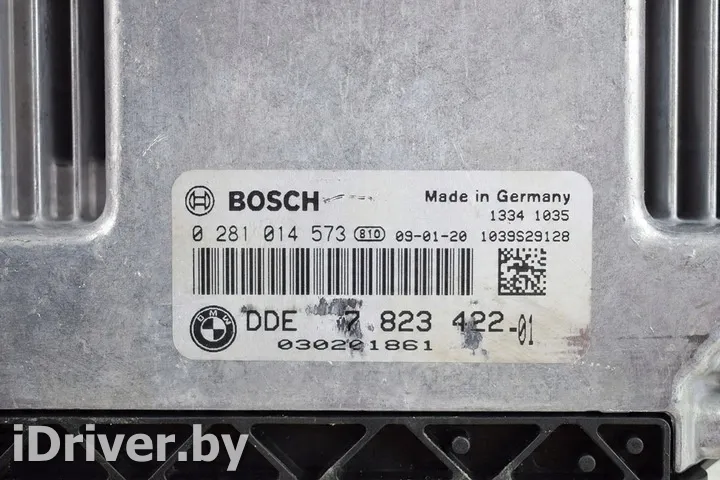 BOSCH Made in Germany
1334 1035
0 281 014 573 810 09-01-20 1039S29128
BMW DDE 7 823 422-01
030201861
iDriver.by